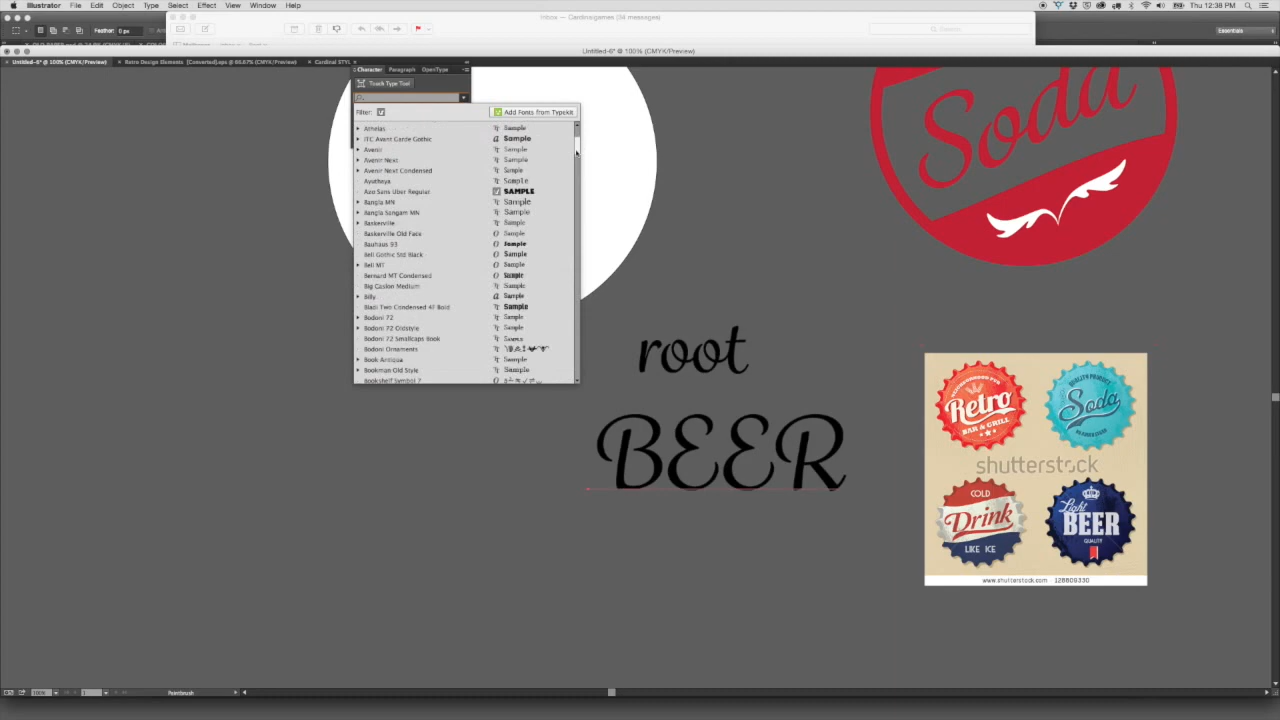 Illustrator File Edit Object Type Select Effect View Window Help
Thu 12:38 PM
Inbox — Cardinalgames (34 messages)
Feather: 0 px
Search
Essentials
Untitled-6* @ 100% (CMYK/Preview)
Untitled-6* @ 100% (CMYK/Preview)
Retro Design Elements [Converted].eps @ 66.67% (CMYK/Preview)
Cardinal STYL
Character Paragraph OpenType
Touch Type Tool
Filter:
Add Fonts from Typekit
Athelas Sample
ITC Avant Garde Gothic Sample
Avenir Sample
Avenir Next Sample
Avenir Next Condensed Sample
Ayuthaya Sample
Azo Sans Uber Regular SAMPLE
Bangla MN Sample
Bangla Sangam MN Sample
Baskerville Sample
Baskerville Old Face Sample
Bauhaus 93 Sample
Bell Gothic Std Black Sample
Bell MT Sample
Bernard MT Condensed Sample
Big Caslon Medium Sample
Billy Sample
Bladi Two Condensed 4F Bold Sample
Bodoni 72 Sample
Bodoni 72 Oldstyle Sample
Bodoni 72 Smallcaps Book Sample
Bodoni Ornaments
Book Antiqua Sample
Bookman Old Style Sample
Bookshelf Symbol 7
Soda
root
BEER
Retro
BAR & GRILL
QUALITY PRODUCT
Soda
shutterstock
COLD
Drink
LIKE ICE
Light
BEER
QUALITY
www.shutterstock.com · 128809330
100%
1
Paintbrush